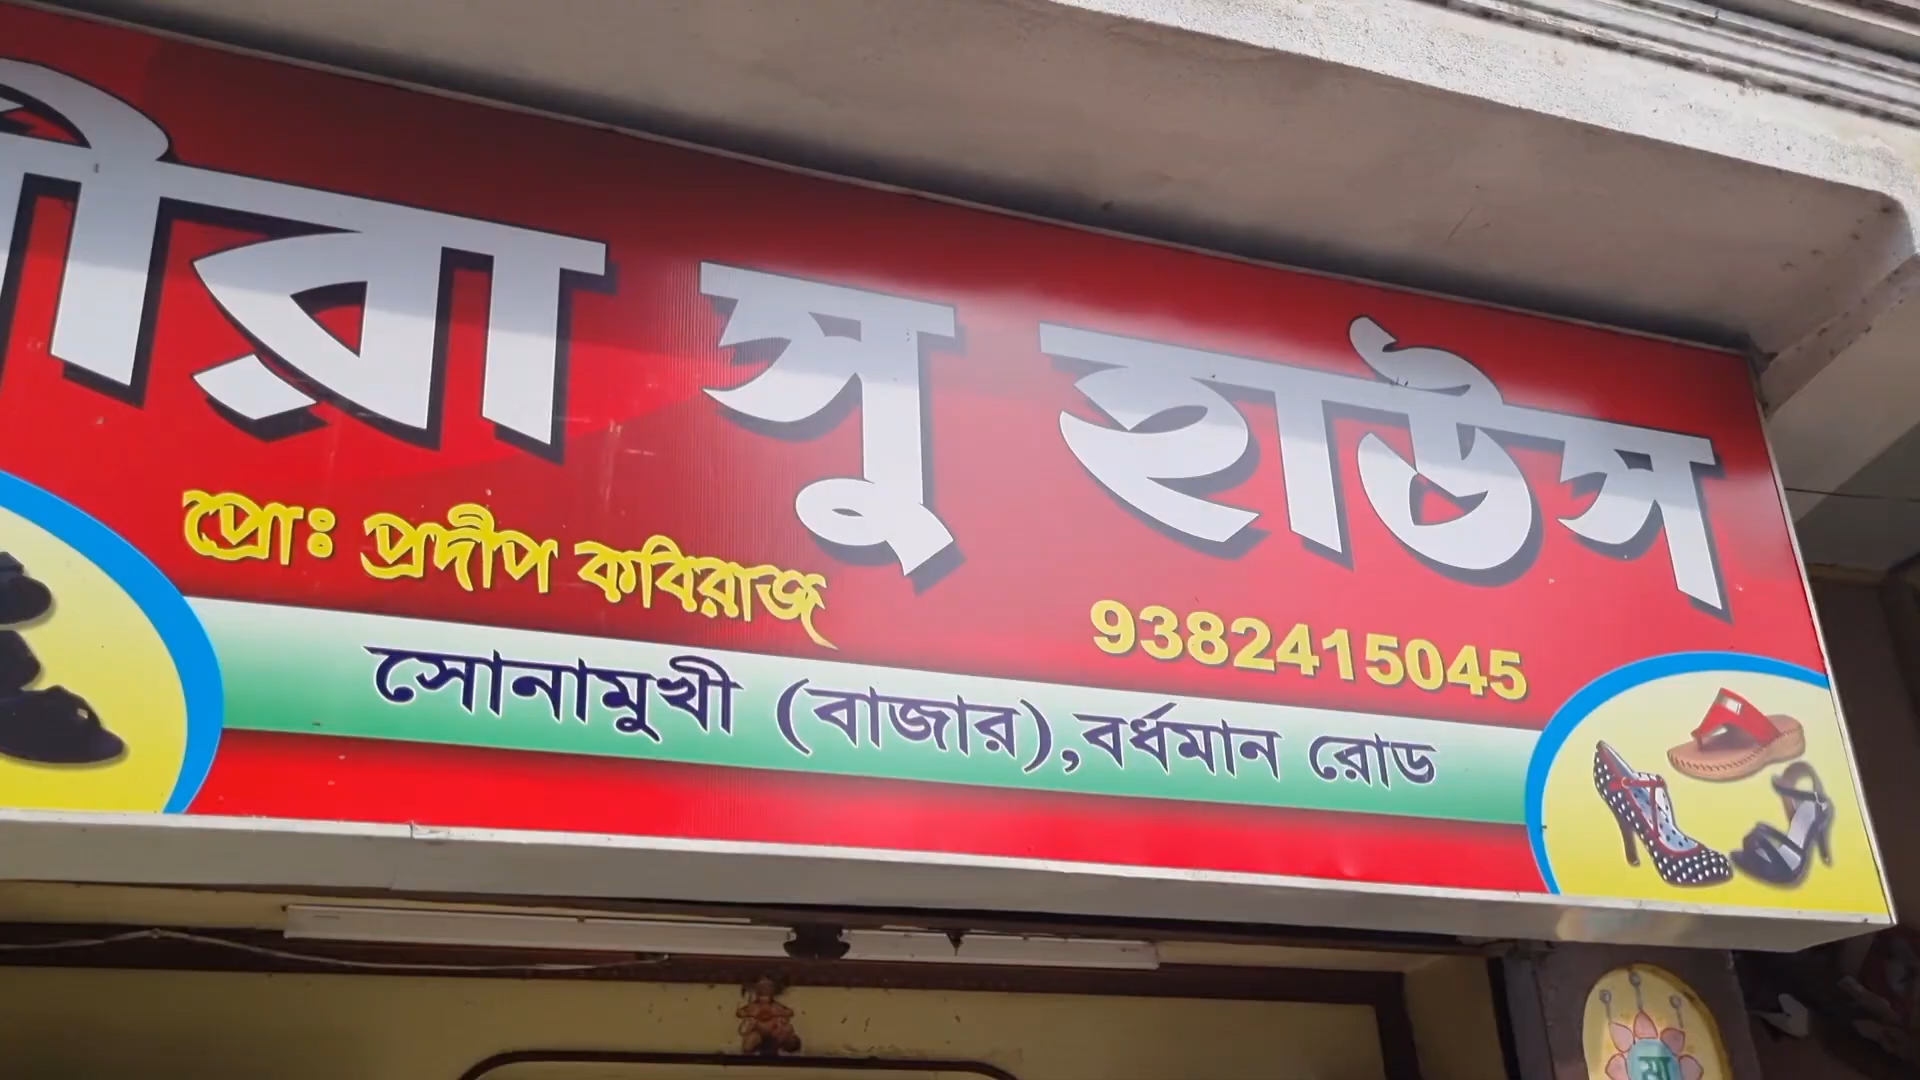 সু হাউস
প্রোঃ প্রদীপ কবিরাজ
9382415045
সোনামুখী (বাজার),বর্ধমান রোড
মা